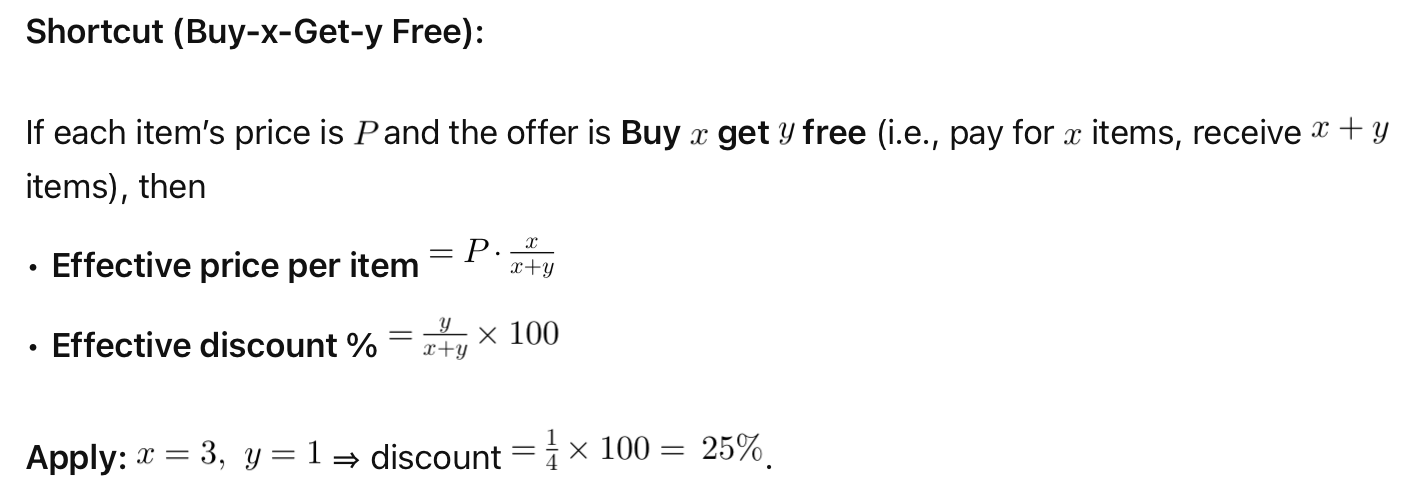 Shortcut (Buy-x-Get-y Free):
If each item's price is P and the offer is Buy x get y free (i.e., pay for x items, receive x + y
items), then
• Effective price per item = P · x/(x+y)
• Effective discount % = y/(x+y) × 100
Apply: x = 3, y = 1 ⇒ discount = 1/4 × 100 = 25%.